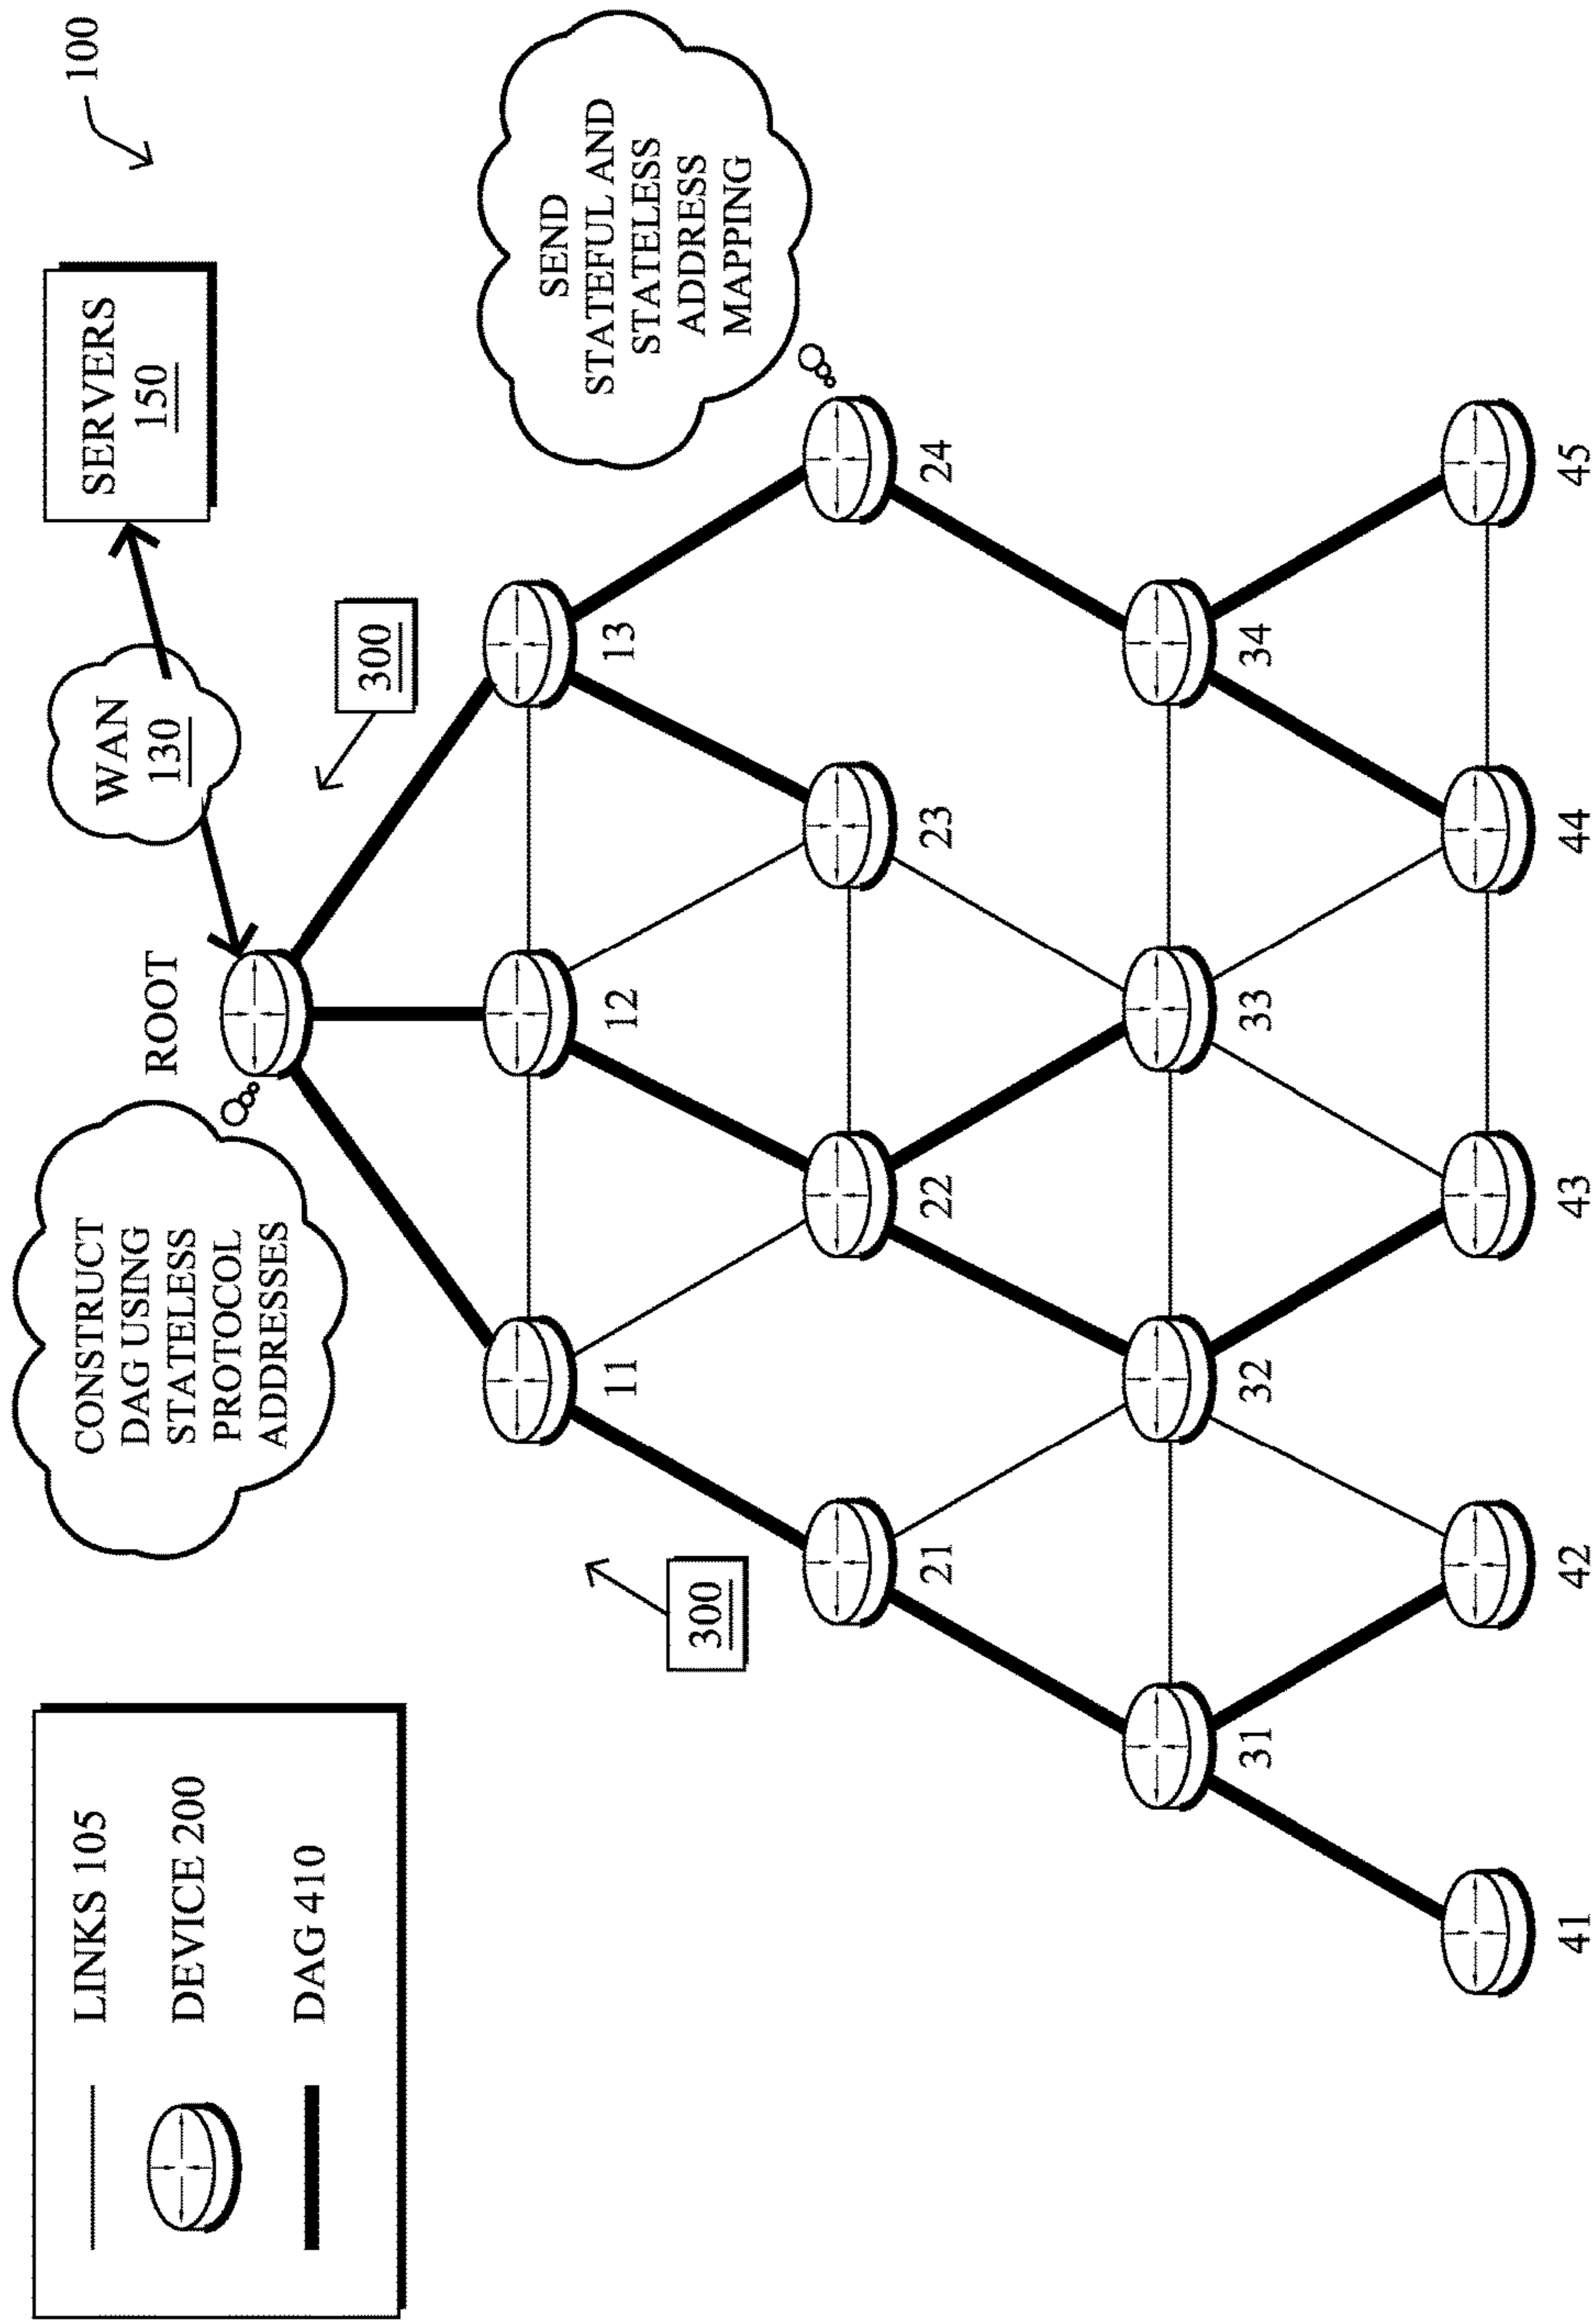 LINKS 105
DEVICE 200
DAG 410
CONSTRUCT
DAG USING
STATELESS
PROTOCOL
ADDRESSES
ROOT
WAN
130
SERVERS
150
100
300
300
SEND
STATEFUL AND
STATELESS
ADDRESS
MAPPING
11
12
13
21
22
23
24
31
32
33
34
41
42
43
44
45